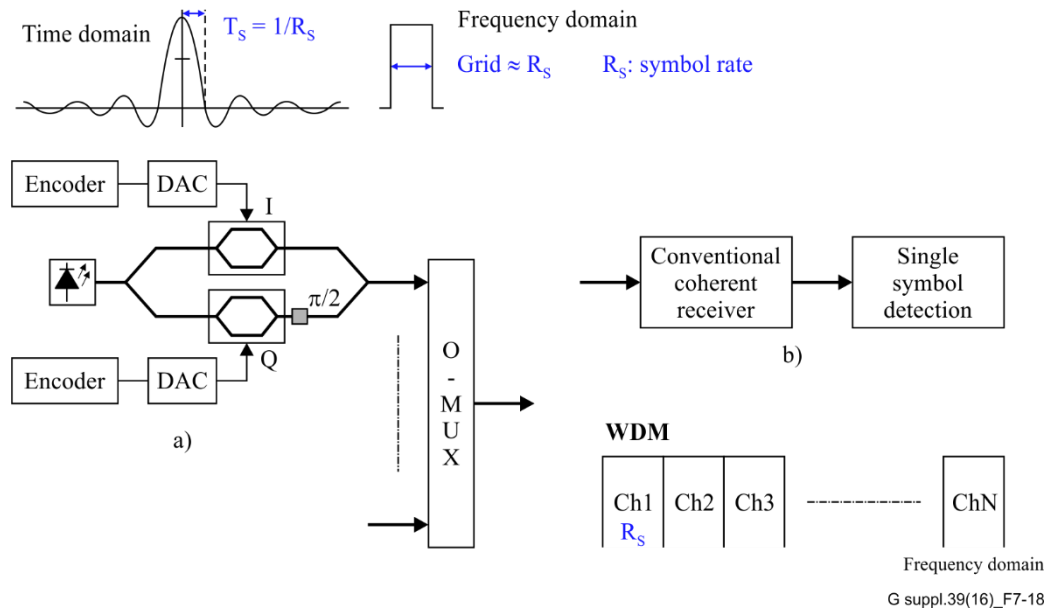 Time domain
T_S = 1/R_S
Frequency domain
Grid ≈ R_S
R_S: symbol rate
Encoder
DAC
I
π/2
Q
Encoder
DAC
a)
O
-
M
U
X
Conventional
coherent
receiver
Single
symbol
detection
b)
WDM
Ch1
R_S
Ch2
Ch3
ChN
Frequency domain
G suppl.39(16)_F7-18